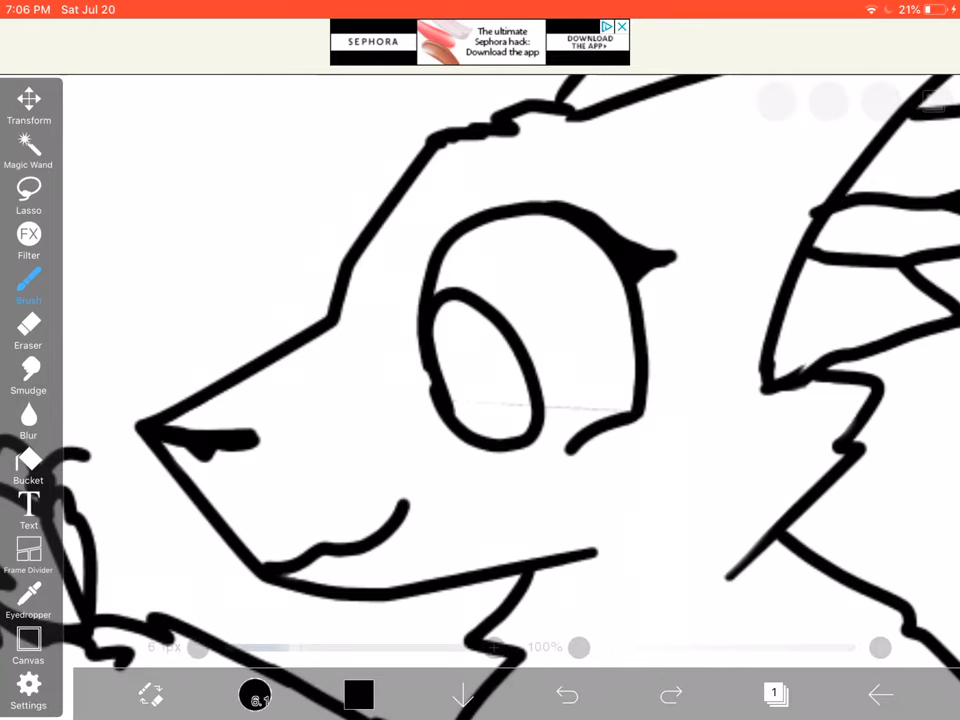 7:06 PM Sat Jul 20
21%
SEPHORA
The ultimate
Sephora hack:
Download the app
DOWNLOAD
THE APP>
Transform
Magic Wand
Lasso
FX
Filter
Brush
Eraser
Smudge
Blur
Bucket
T
Text
Frame Divider
Eyedropper
Canvas
Settings
100%
1